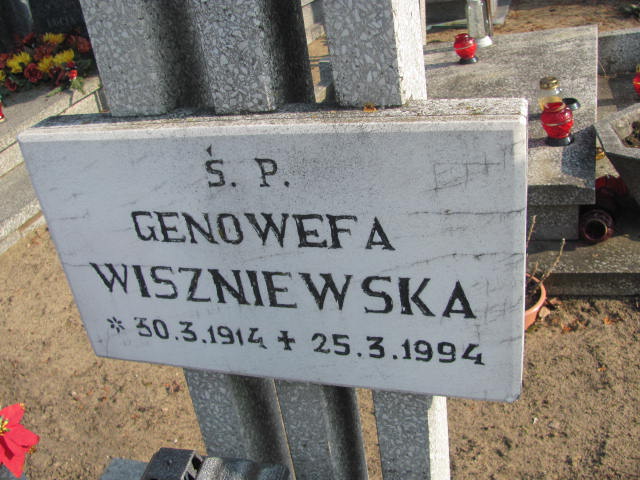 Ś. P.
GENOWEFA
WISZNIEWSKA
* 30.3.1914 + 25.3.1994